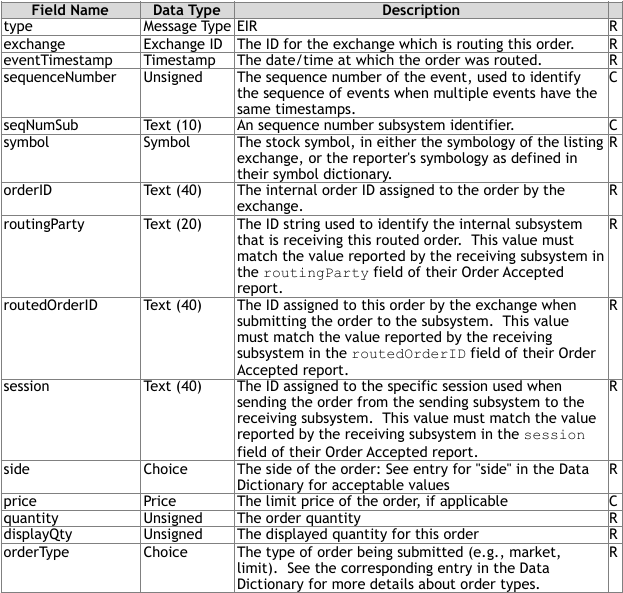 Field Name Data Type Description
type Message Type EIR R
exchange Exchange ID The ID for the exchange which is routing this order. R
eventTimestamp Timestamp The date/time at which the order was routed. R
sequenceNumber Unsigned The sequence number of the event, used to identify C
the sequence of events when multiple events have the
same timestamps.
seqNumSub Text (10) An sequence number subsystem identifier. C
symbol Symbol The stock symbol, in either the symbology of the listing R
exchange, or the reporter's symbology as defined in
their symbol dictionary.
orderID Text (40) The internal order ID assigned to the order by the R
exchange.
routingParty Text (20) The ID string used to identify the internal subsystem R
that is receiving this routed order. This value must
match the value reported by the receiving subsystem in
the routingParty field of their Order Accepted
report.
routedOrderID Text (40) The ID assigned to this order by the exchange when R
submitting the order to the subsystem. This value
must match the value reported by the receiving
subsystem in the routedOrderID field of their Order
Accepted report.
session Text (40) The ID assigned to the specific session used when R
sending the order from the sending subsystem to the
receiving subsystem. This value must match the value
reported by the receiving subsystem in the session
field of their Order Accepted report.
side Choice The side of the order: See entry for "side" in the Data R
Dictionary for acceptable values
price Price The limit price of the order, if applicable C
quantity Unsigned The order quantity R
displayQty Unsigned The displayed quantity for this order R
orderType Choice The type of order being submitted (e.g., market, R
limit). See the corresponding entry in the Data
Dictionary for more details about order types.